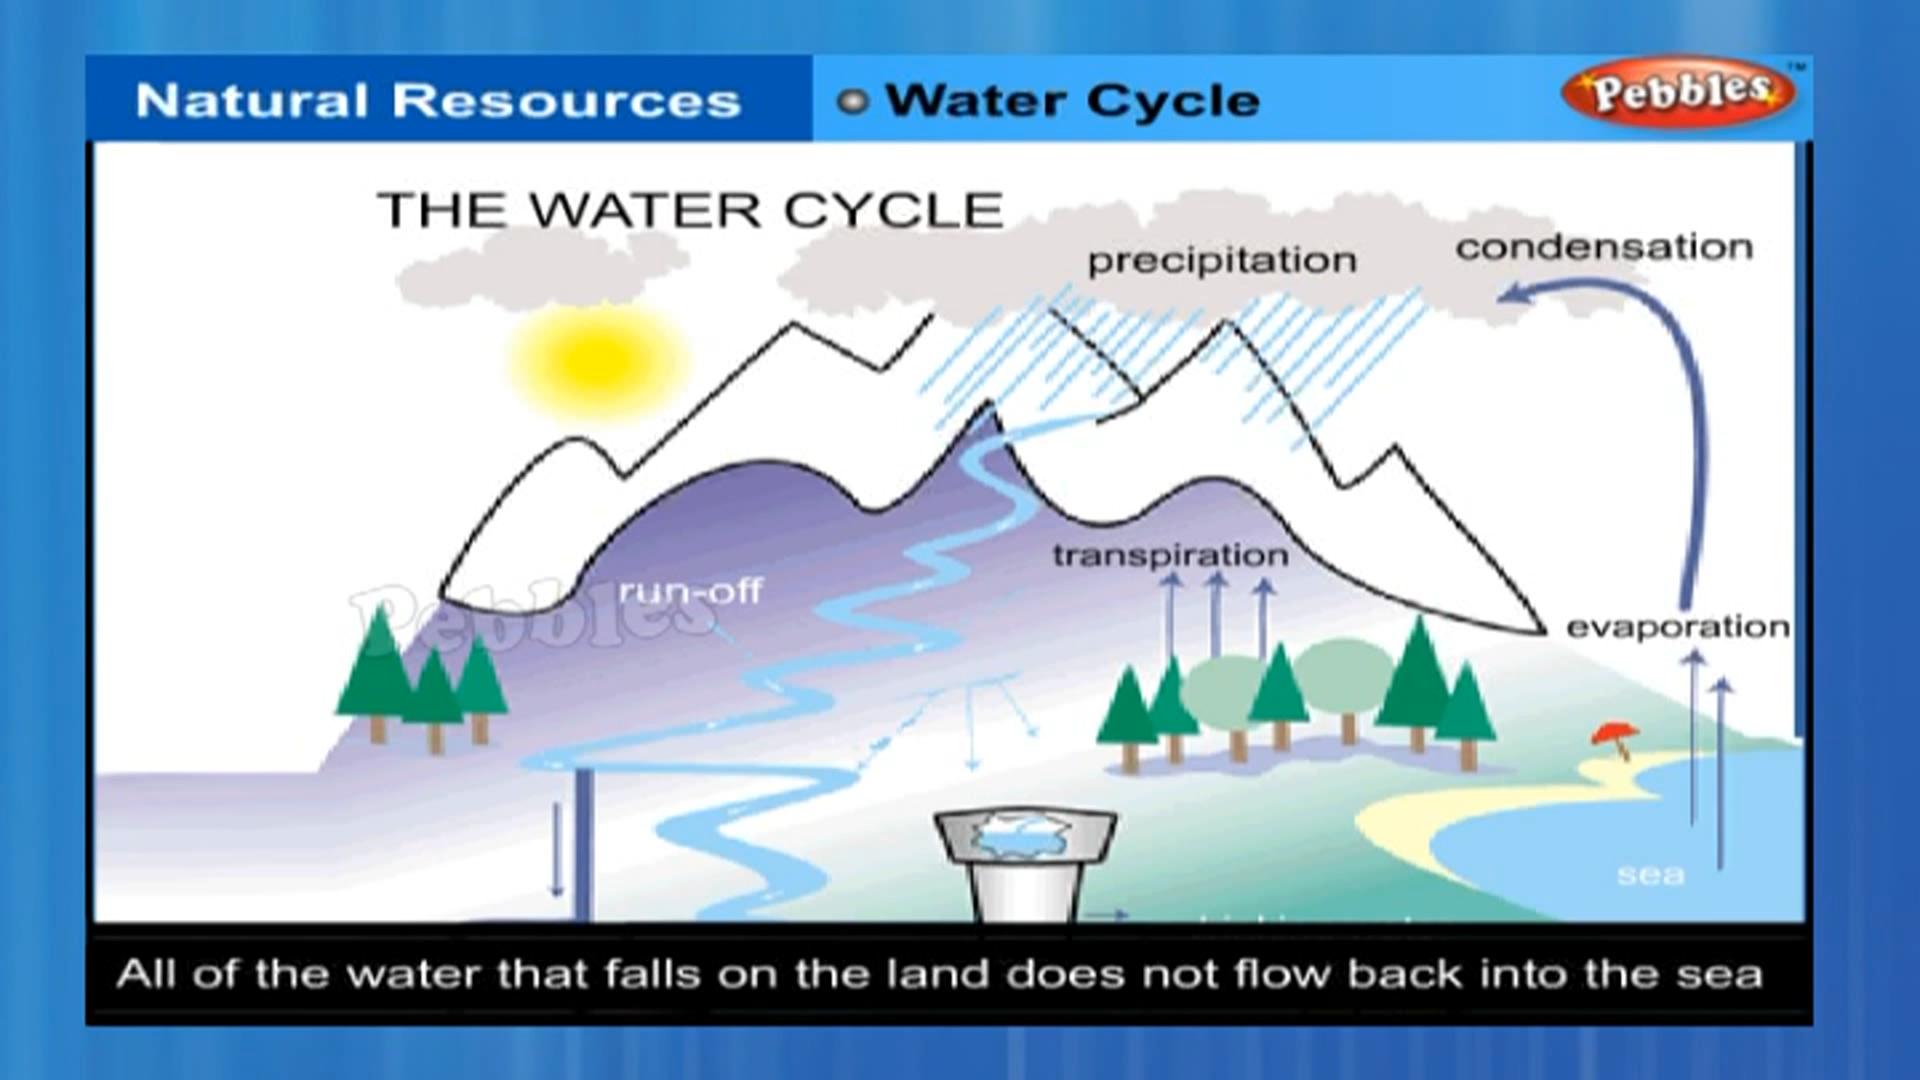 Natural Resources
Water Cycle
Pebbles™
THE WATER CYCLE
precipitation
condensation
transpiration
run-off
Pebbles
evaporation
sea
All of the water that falls on the land does not flow back into the sea